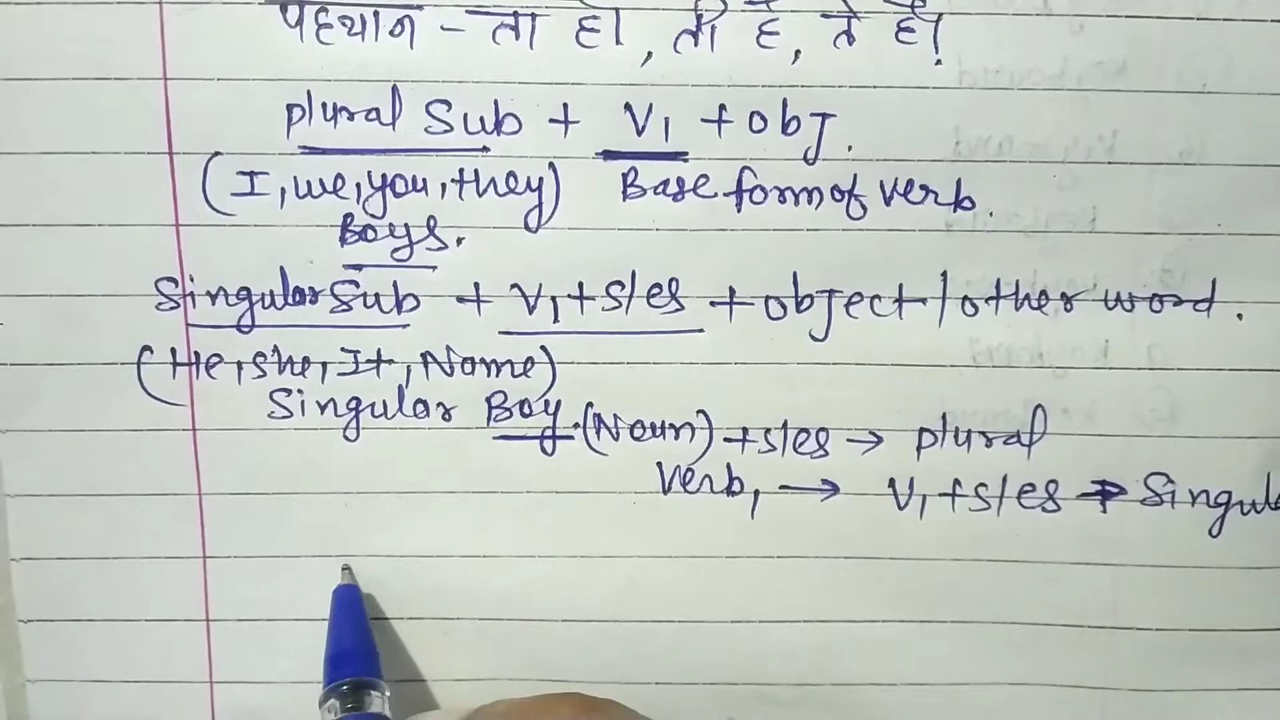 पहचान - ता है, ती है, ते हैं।
plural Sub + V1 + obj.
(I, we, you, they) Base form of verb.
Boys.
Singular Sub + V1 + s/es + object / other word.
(He, she, It, Name)
Singular Boy. (Noun) + s/es → plural
Verb, → V1 + s/es → Singul